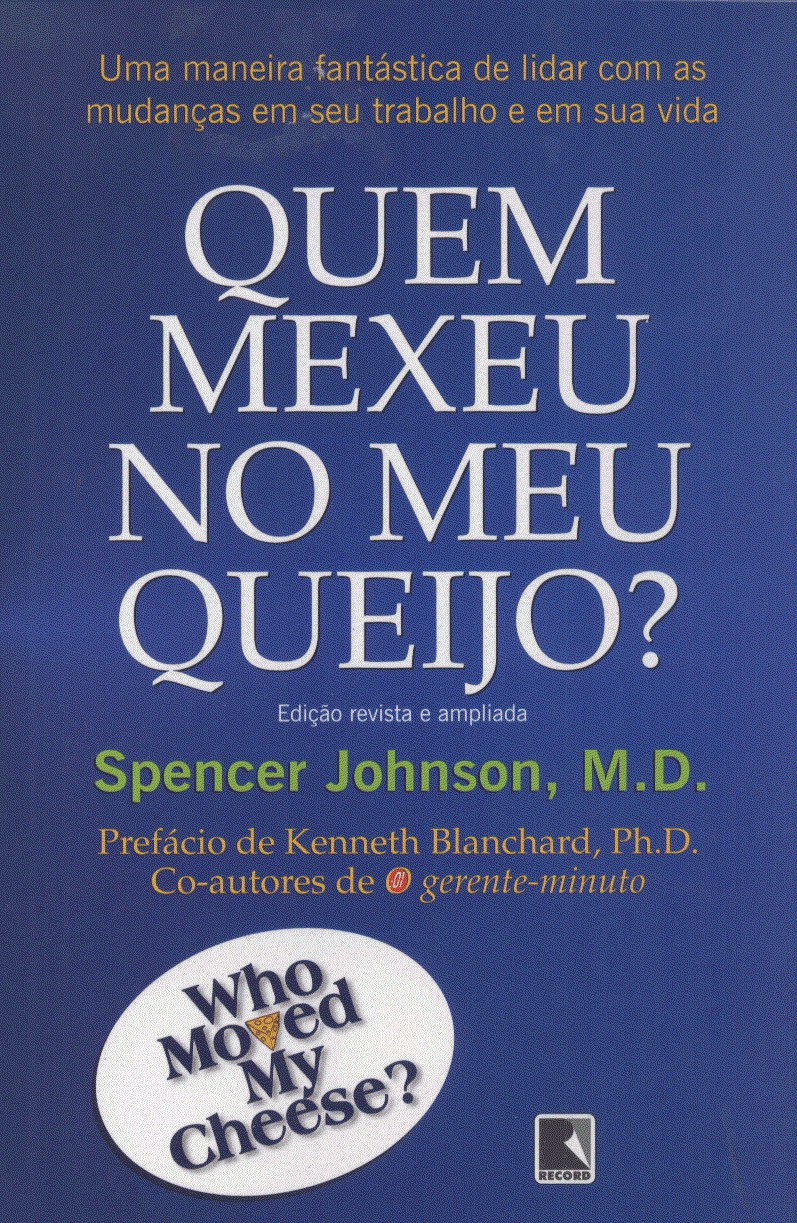 Uma maneira fantástica de lidar com as
mudanças em seu trabalho e em sua vida
QUEM
MEXEU
NO MEU
QUEIJO?
Edição revista e ampliada
Spencer Johnson, M.D.
Prefácio de Kenneth Blanchard, Ph.D.
Co-autores de O gerente-minuto
Who
Moved
My
Cheese?
RECORD